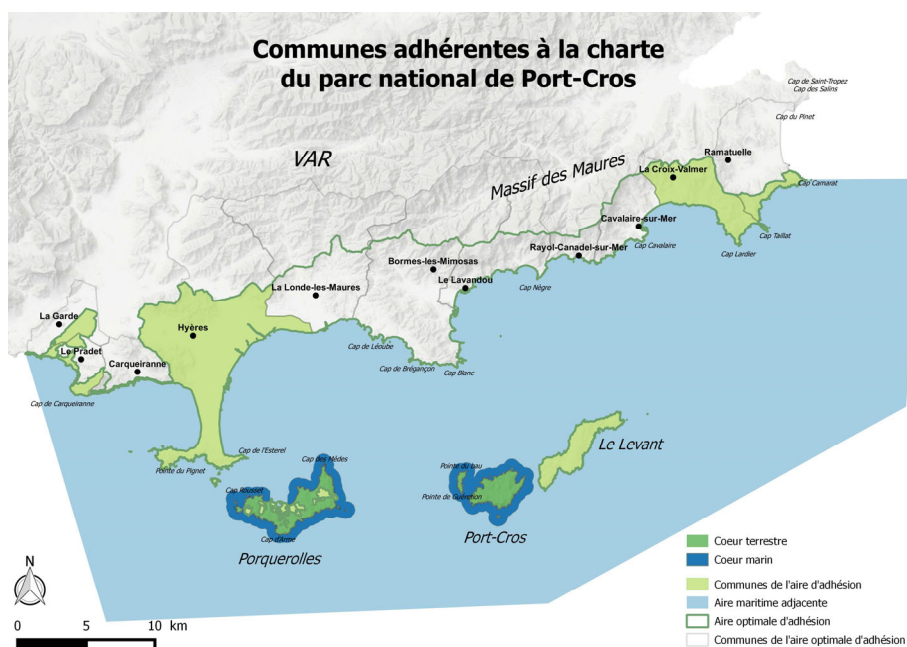 Communes adhérentes à la charte
du parc national de Port-Cros
Cap de Saint-Tropez
Cap des Salins
Cap du Pinet
VAR
Ramatuelle
Massif des Maures
La Croix-Valmer
Cap Camarat
Cavalaire-sur-Mer
Cap Taillat
Rayol-Canadel-sur-Mer
Cap Cavalaire
Cap Lardier
Bormes-les-Mimosas
Le Lavandou
Cap Nègre
La Londe-les-Maures
La Garde
Hyères
Cap de Léoube
Le Pradet
Carqueiranne
Cap de Brégançon
Cap Blanc
Cap de Carqueiranne
Cap de l'Esterel
Le Levant
Cap des Mèdes
Pointe du Pignet
Pointe du Vau
Cap Rousset
Pointe de Guérition
Cap d'Arme
Port-Cros
Porquerolles
N
0 5 10 km
Coeur terrestre
Coeur marin
Communes de l'aire d'adhésion
Aire maritime adjacente
Aire optimale d'adhésion
Communes de l'aire optimale d'adhésion